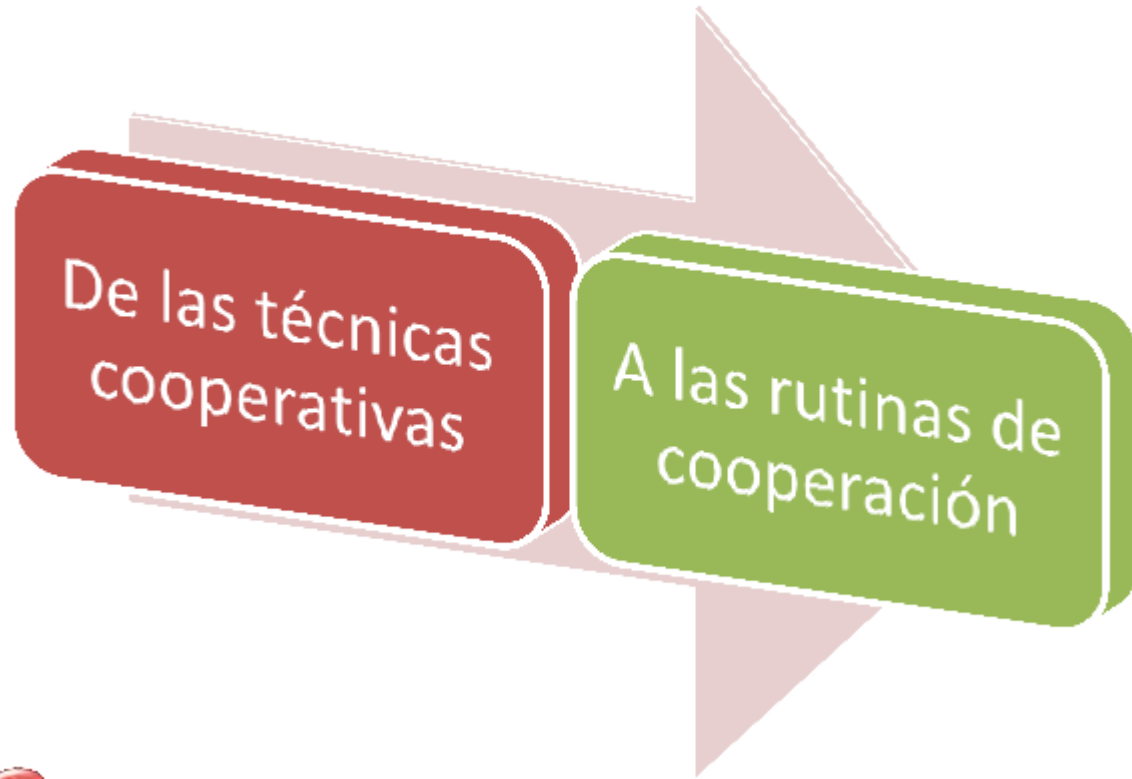 De las técnicas
cooperativas
A las rutinas de
cooperación